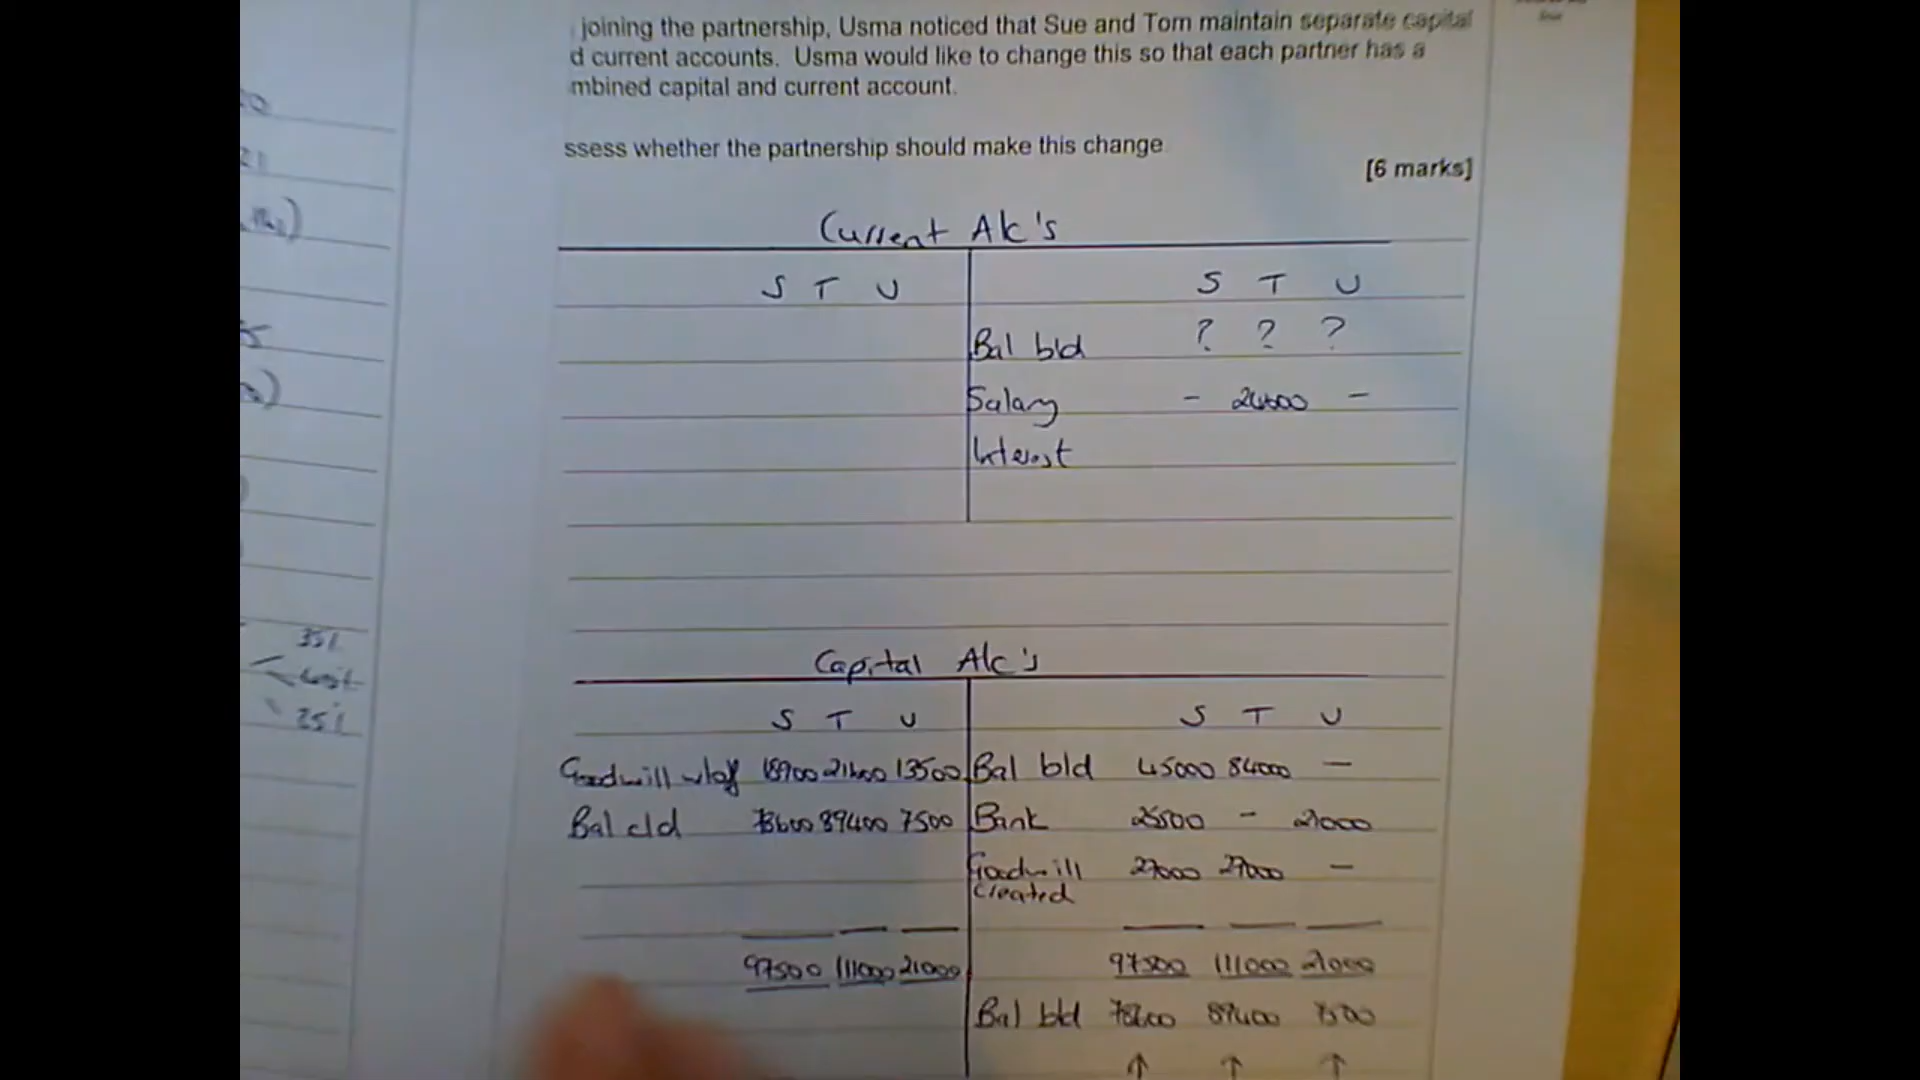 joining the partnership, Usma noticed that Sue and Tom maintain separate capital
d current accounts. Usma would like to change this so that each partner has a
mbined capital and current account.
ssess whether the partnership should make this change
[6 marks]
Current A/c's
S T U S T U
Bal b/d ? ? ?
Salary - 24600 -
Interest
Capital A/c's
S T U S T U
Goodwill w/off 18900 21600 13500 Bal b/d 45000 84000 -
Bal c/d 78600 89400 7500 Bank 25500 - 21000
Goodwill 27000 27000 -
Created
97500 111000 21000 97500 111000 21000
Bal b/d 78600 89400 7500
↑ ↑ ↑
35%
25%